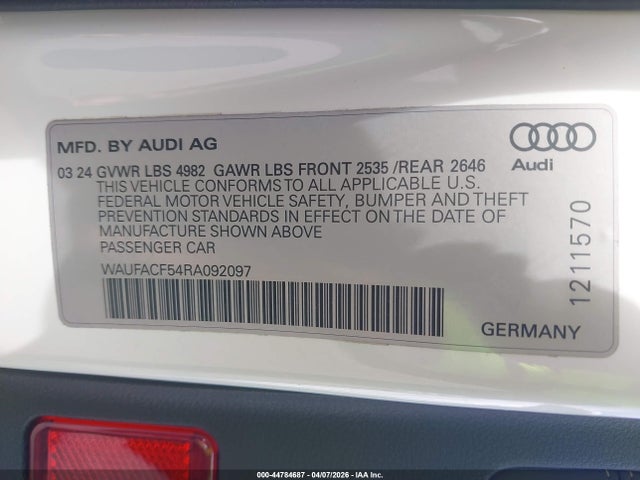 MFD. BY AUDI AG
03 24 GVWR LBS 4982 GAWR LBS FRONT 2535 /REAR 2646
THIS VEHICLE CONFORMS TO ALL APPLICABLE U.S.
FEDERAL MOTOR VEHICLE SAFETY, BUMPER AND THEFT
PREVENTION STANDARDS IN EFFECT ON THE DATE OF
MANUFACTURE SHOWN ABOVE
PASSENGER CAR
WAUFACF54RA092097
Audi
1211570
GERMANY
000-44784687 - 04/07/2026 - IAAI, Inc.